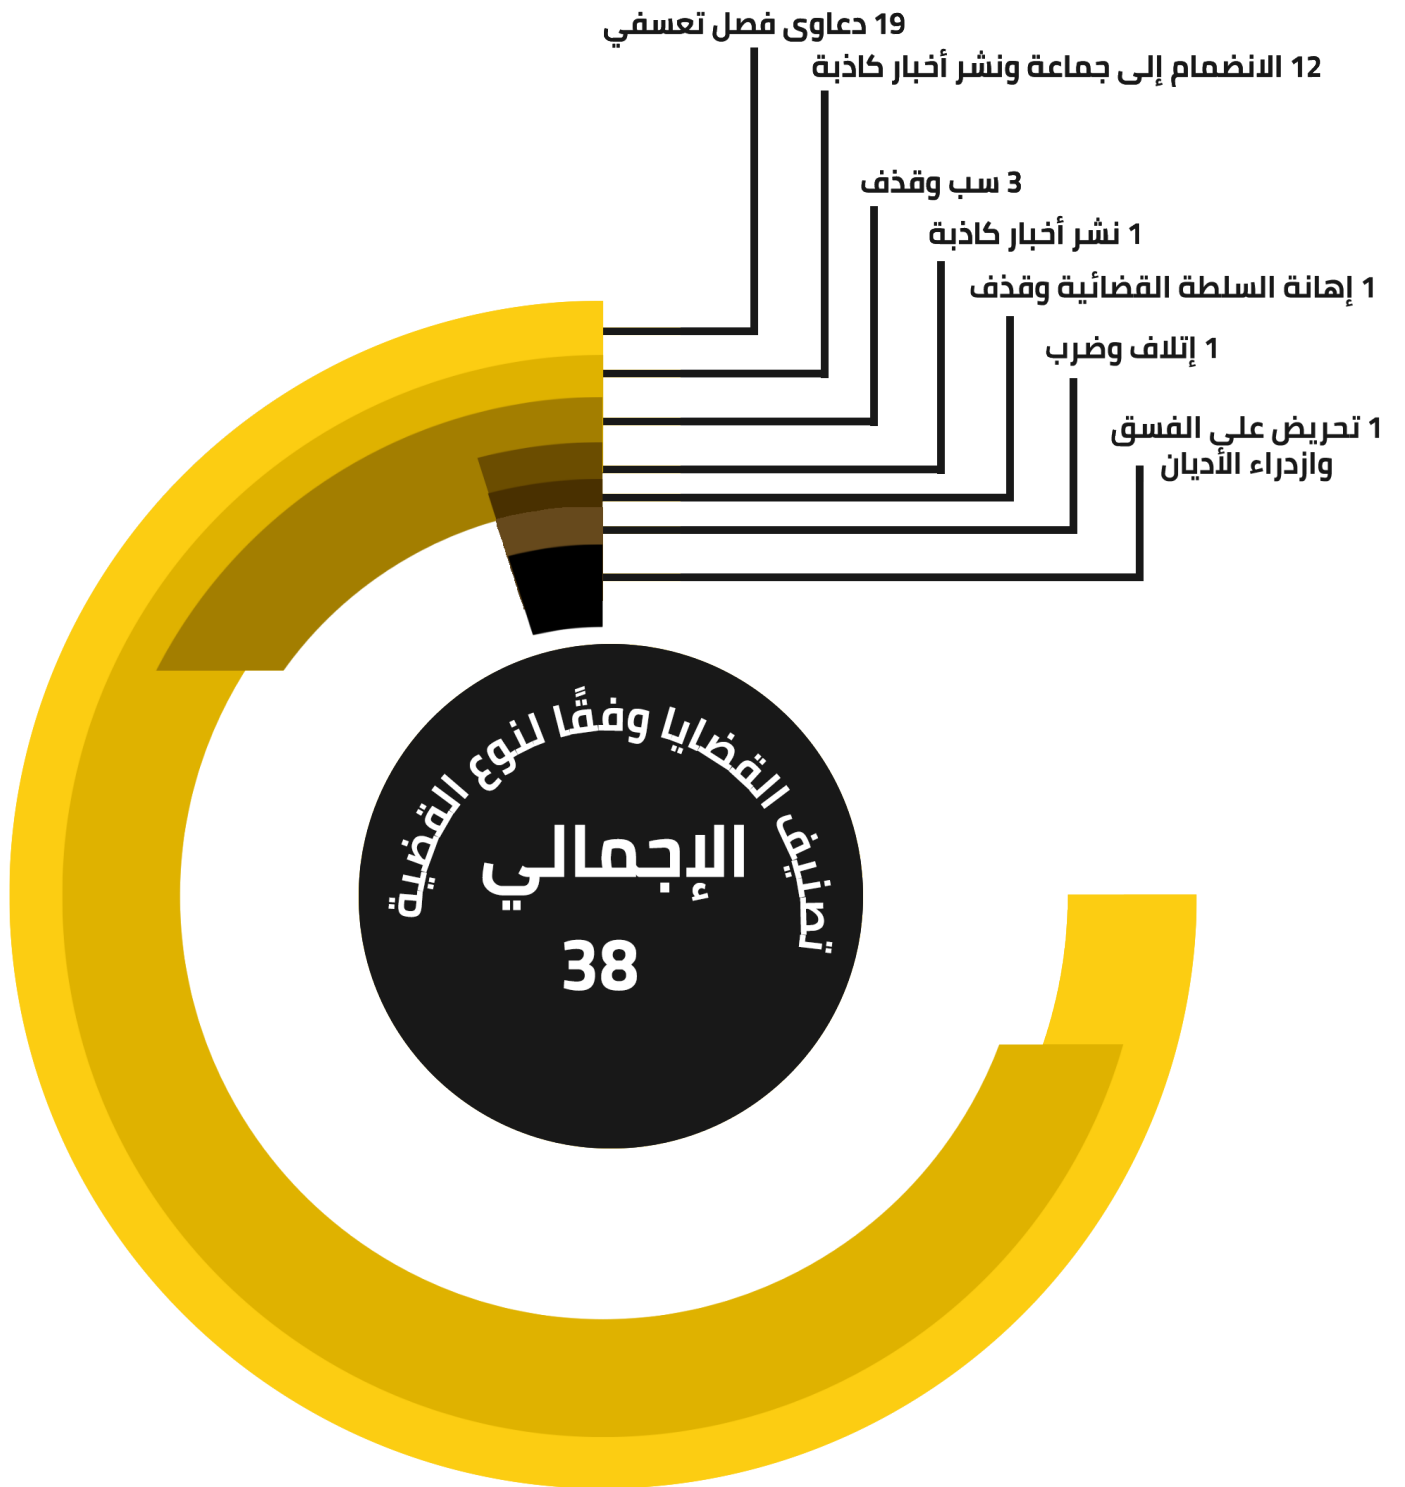 19 دعاوى فصل تعسفي
12 الانضمام إلى جماعة ونشر أخبار كاذبة
3 سب وقذف
1 نشر أخبار كاذبة
1 إهانة السلطة القضائية وقذف
1 إتلاف وضرب
1 تحريض على الفسق
وازدراء الأديان
تصنيف القضايا وفقًا لنوع القضية
الإجمالي
38